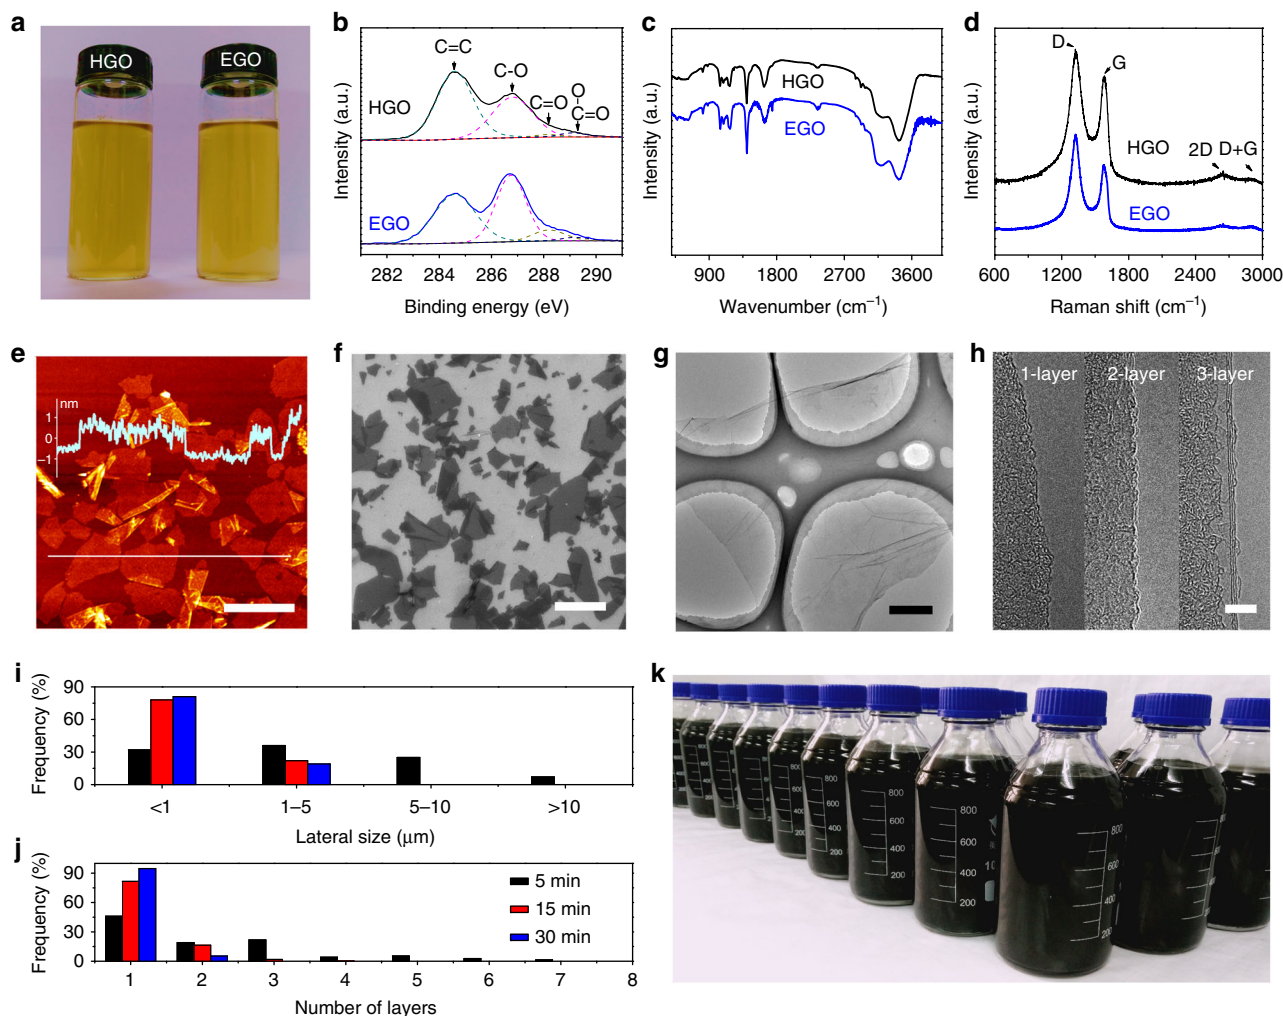 a
HGO
EGO
b
Intensity (a.u.)
HGO
EGO
C=C
C-O
C=O
O
C=O
282 284 286 288 290
Binding energy (eV)
c
Intensity (a.u.)
HGO
EGO
900 1800 2700 3600
Wavenumber (cm⁻¹)
d
Intensity (a.u.)
D
G
HGO
2D D+G
EGO
600 1200 1800 2400 3000
Raman shift (cm⁻¹)
e
nm
1
0
−1
f
g
h
1-layer
2-layer
3-layer
i
Frequency (%)
90
60
30
0
<1 1–5 5–10 >10
Lateral size (μm)
j
Frequency (%)
90
60
30
0
5 min
15 min
30 min
1 2 3 4 5 6 7 8
Number of layers
k
800
600
400
200
800
600
400
200
800
600
400
200
800
600
400
200